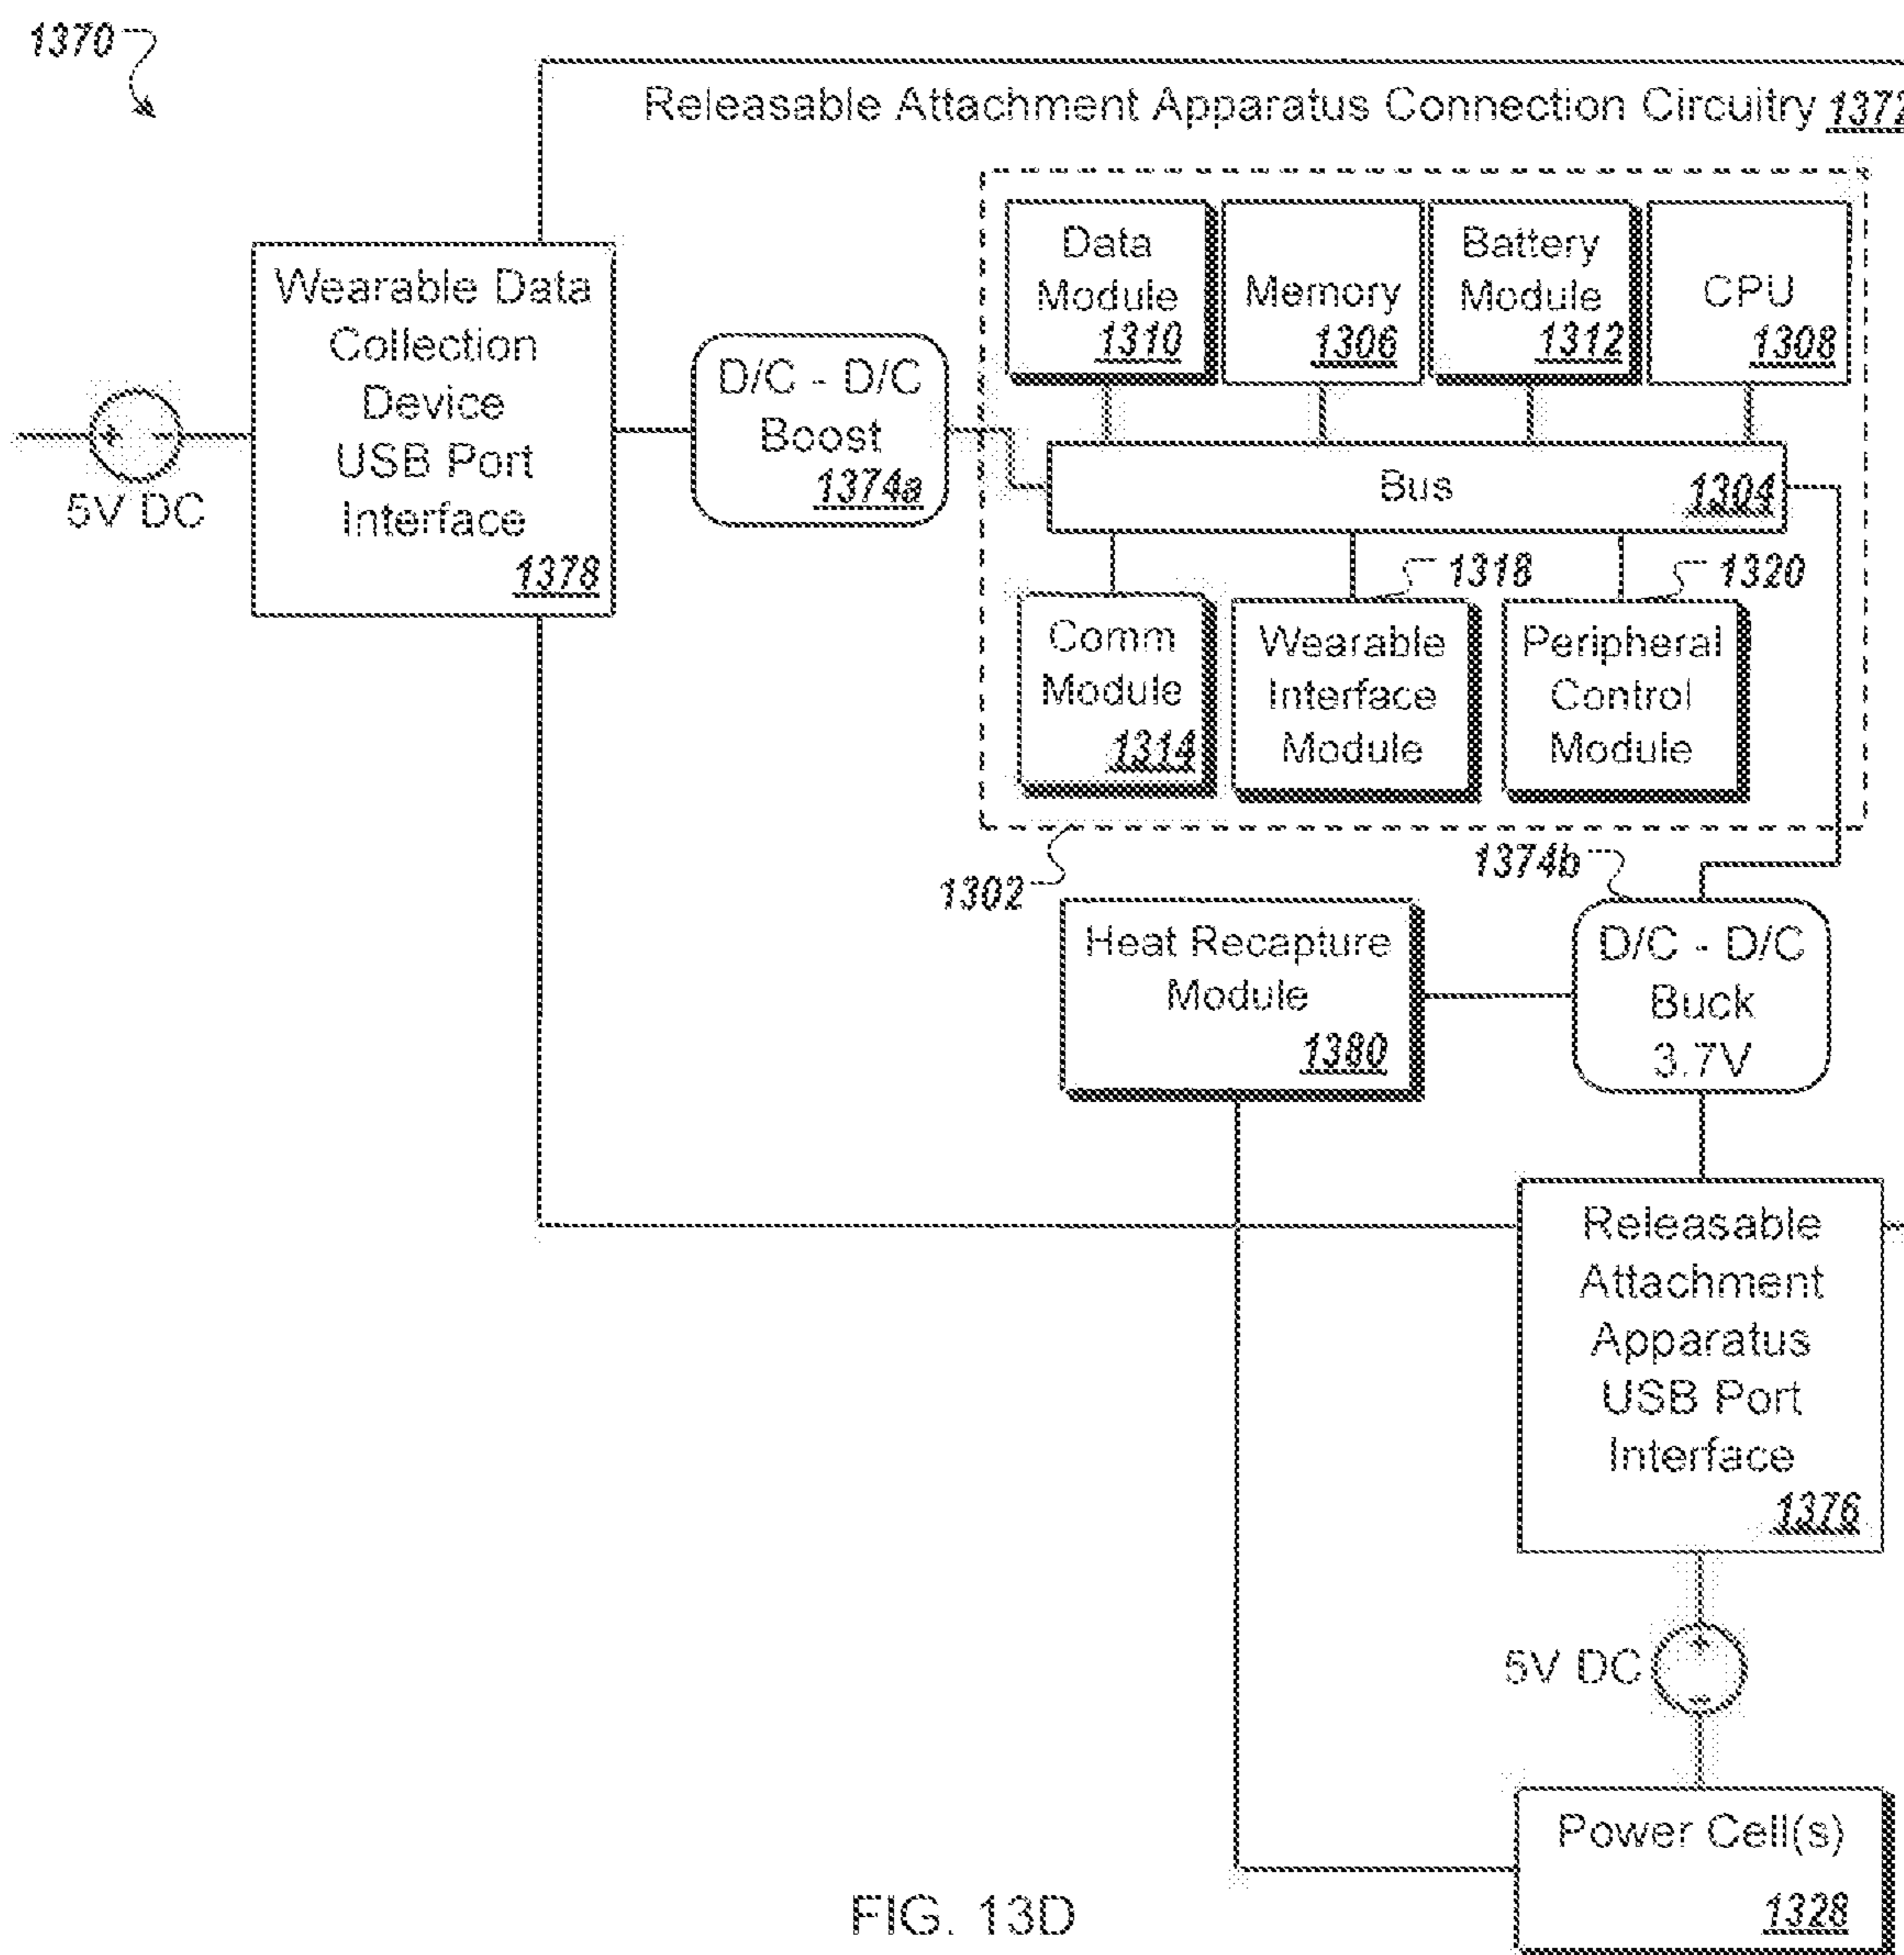 1370
Releasable Attachment Apparatus Connection Circuitry 1372
Wearable Data
Collection
Device
USB Port
Interface
1378
5V DC
D/C - D/C
Boost
1374a
Data
Module
1310
Memory
1306
Battery
Module
1312
CPU
1308
Bus 1304
Comm
Module
1314
1318
Wearable
Interface
Module
1320
Peripheral
Control
Module
1302
1374b
Heat Recapture
Module
1380
D/C - D/C
Buck
3.7V
Releasable
Attachment
Apparatus
USB Port
Interface
1376
5V DC
Power Cell(s)
1328
FIG. 13D